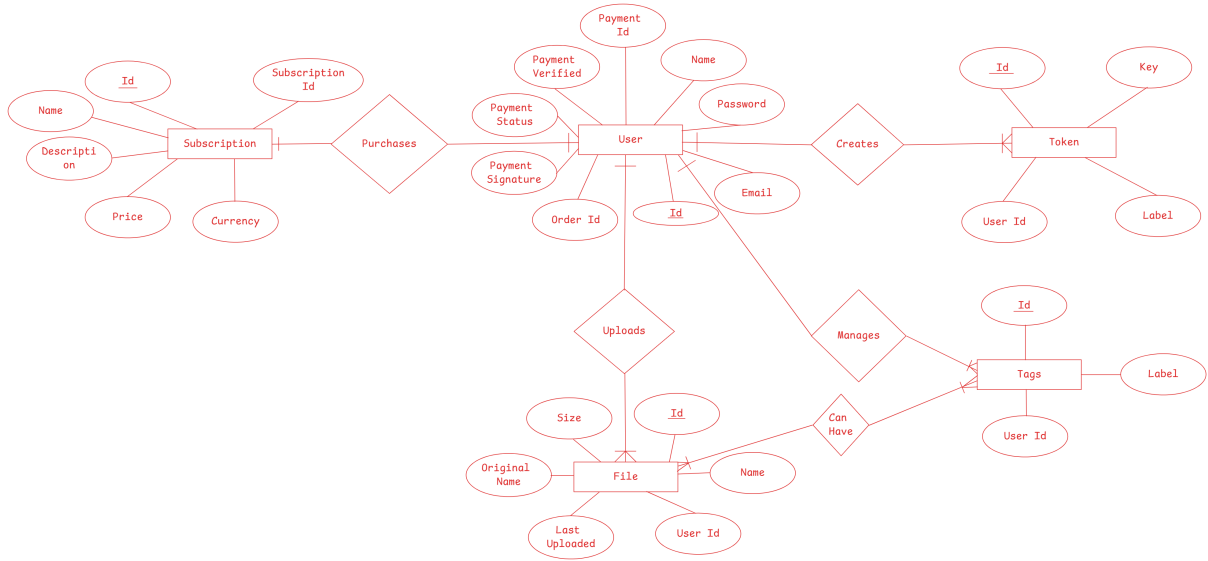 Payment
Id
Payment
Verified
Name
Id
Key
Id
Subscription
Id
Name
Payment
Status
Password
User
Subscription
Purchases
Creates
Token
Descripti
on
Payment
Signature
Email
Price
Currency
Order Id
Id
User Id
Label
Id
Uploads
Manages
Tags
Label
Size
Id
Can
Have
User Id
Original
Name
File
Name
Last
Uploaded
User Id